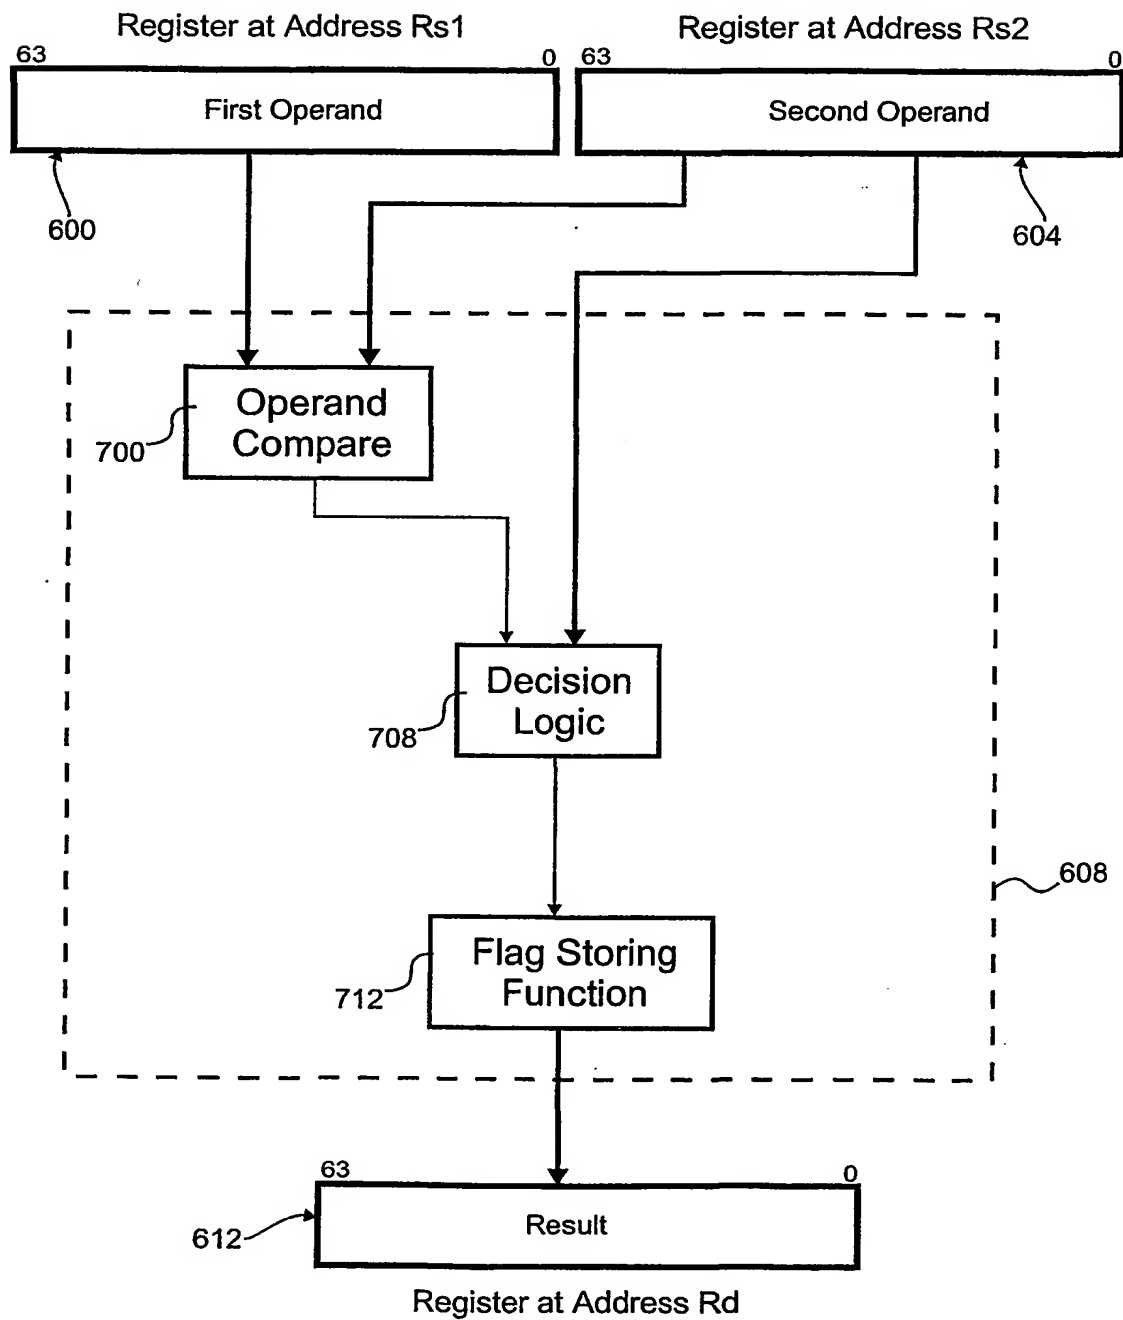 Register at Address Rs1
Register at Address Rs2
63
0
63
0
First Operand
Second Operand
600
604
Operand
Compare
700
Decision
Logic
708
608
Flag Storing
Function
712
63
0
Result
612
Register at Address Rd